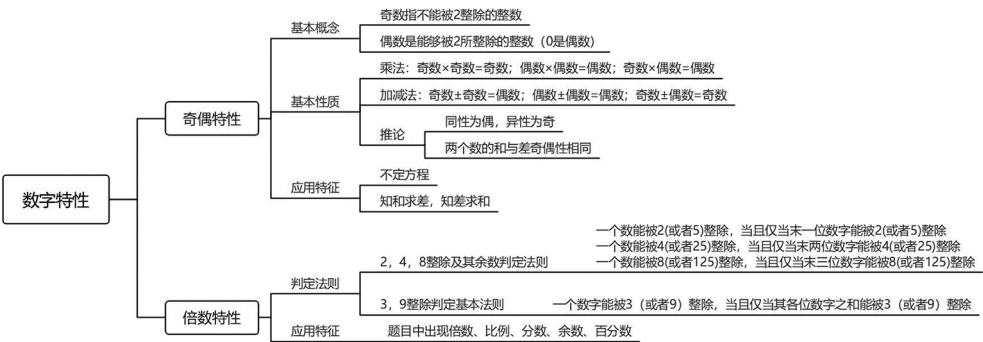 数字特性
奇偶特性
基本概念
奇数指不能被2整除的整数
偶数是能够被2所整除的整数（0是偶数）
基本性质
乘法：奇数×奇数=奇数；偶数×偶数=偶数；奇数×偶数=偶数
加减法：奇数±奇数=偶数；偶数±偶数=偶数；奇数±偶数=奇数
推论
同性为偶，异性为奇
两个数的和与差奇偶性相同
应用特征
不定方程
知和求差，知差求和
倍数特性
判定法则
2，4，8整除及其余数判定法则
一个数能被2(或者5)整除，当且仅当末一位数字能被2(或者5)整除
一个数能被4(或者25)整除，当且仅当末两位数字能被4(或者25)整除
一个数能被8(或者125)整除，当且仅当末三位数字能被8(或者125)整除
3，9整除判定基本法则
一个数字能被3（或者9）整除，当且仅当其各位数字之和能被3（或者9）整除
应用特征
题目中出现倍数、比例、分数、余数、百分数